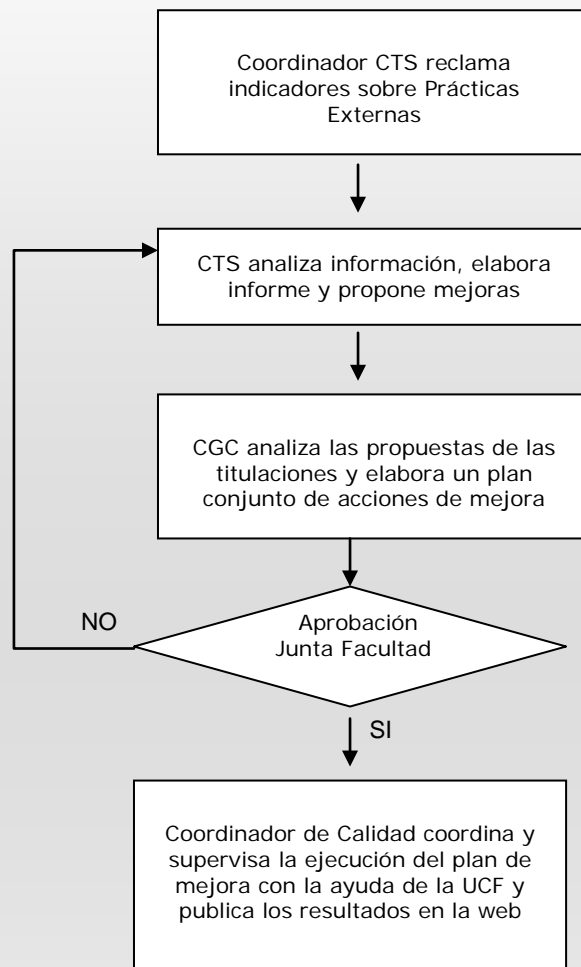 Coordinador CTS reclama
indicadores sobre Prácticas
Externas
CTS analiza información, elabora
informe y propone mejoras
CGC analiza las propuestas de las
titulaciones y elabora un plan
conjunto de acciones de mejora
NO
Aprobación
Junta Facultad
SI
Coordinador de Calidad coordina y
supervisa la ejecución del plan de
mejora con la ayuda de la UCF y
publica los resultados en la web